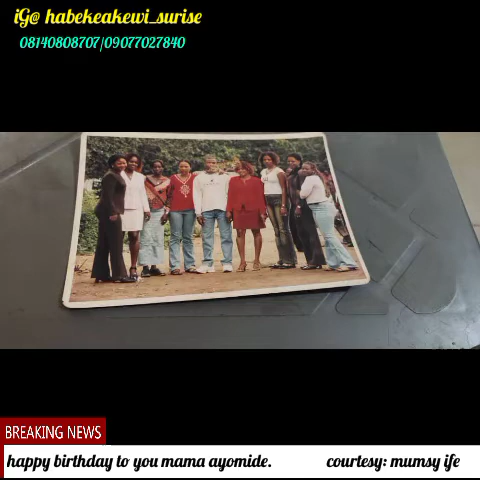 iG@ habekeakewi_surise
08140808707/09077027840
BREAKING NEWS
happy birthday to you mama ayomide. courtesy: mumsy ife